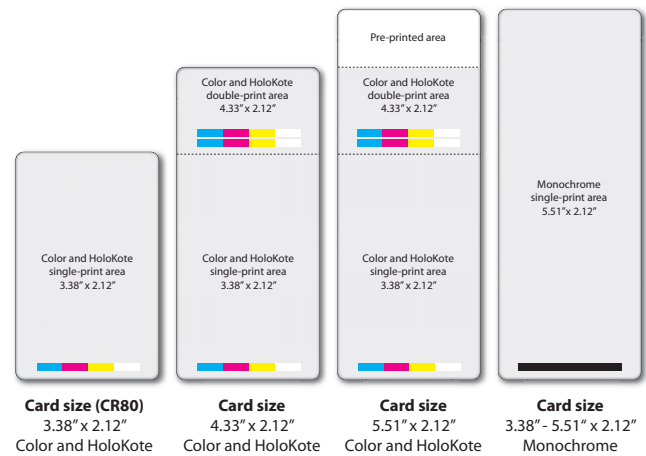 Pre-printed area
Color and HoloKote
double-print area
4.33” x 2.12”
Color and HoloKote
double-print area
4.33” x 2.12”
Color and HoloKote
single-print area
3.38” x 2.12”
Color and HoloKote
single-print area
3.38” x 2.12”
Color and HoloKote
single-print area
3.38” x 2.12”
Monochrome
single-print area
5.51“x 2.12”
Card size (CR80)
3.38” x 2.12”
Color and HoloKote
Card size
4.33” x 2.12”
Color and HoloKote
Card size
5.51” x 2.12”
Color and HoloKote
Card size
3.38” - 5.51“ x 2.12”
Monochrome